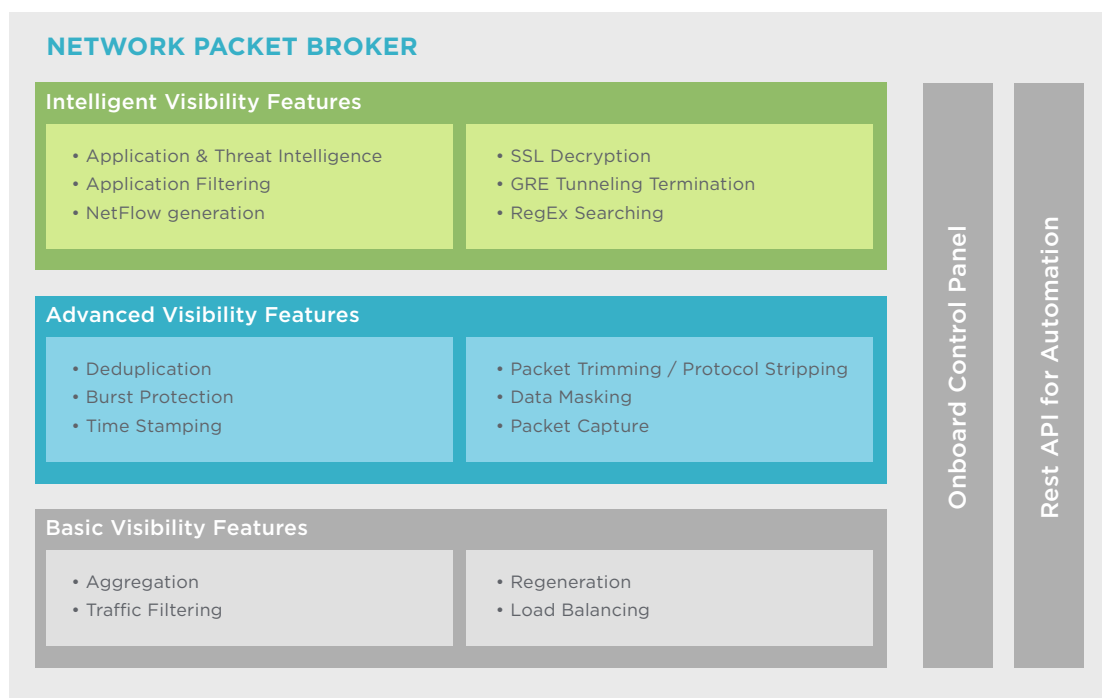 NETWORK PACKET BROKER
Intelligent Visibility Features
• Application & Threat Intelligence
• Application Filtering
• NetFlow generation
• SSL Decryption
• GRE Tunneling Termination
• RegEx Searching
Advanced Visibility Features
• Deduplication
• Burst Protection
• Time Stamping
• Packet Trimming / Protocol Stripping
• Data Masking
• Packet Capture
Basic Visibility Features
• Aggregation
• Traffic Filtering
• Regeneration
• Load Balancing
Onboard Control Panel
Rest API for Automation